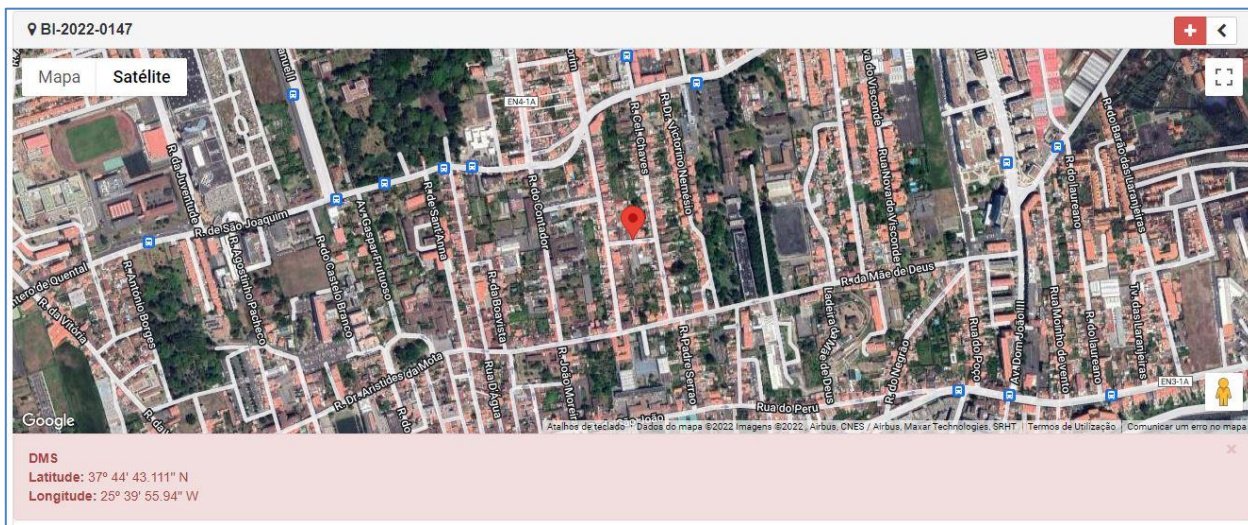 BI-2022-0147
Mapa
Satélite
EN4-1A
R. Cel. Chaves
R. Dr. Victorino Nemésio
Rua Nova do Visconde
R. do Barão das Laranjeiras
R. da Juventude
R. de São Joaquim
R. António Borges
R. Agostinho Pacheco
R. do Castelo Branco
Av. Gaspar Frutuoso
R. de Sant'Anna
R. do Contador
R. da Boavista
R. da Mãe de Deus
Ladeira da Mãe de Deus
R. do laureano
Tv. das Laranjeiras
Rua Moinho de vento
Av. Dom João III
Rua do Poço
R. do Negrão
R. do laureano
R. da Vitória
R. Dr. Aristides da Mota
Rua D'Água
R. João Moreira
R. Padre Serrão
Rua do Peru
EN3-1A
Google
Atalhos de teclado
Dados do mapa ©2022 Imagens ©2022 , Airbus, CNES / Airbus, Maxar Technologies, SRHT
Termos de Utilização
Comunicar um erro no mapa
DMS
Latitude: 37º 44' 43.111" N
Longitude: 25º 39' 55.94" W